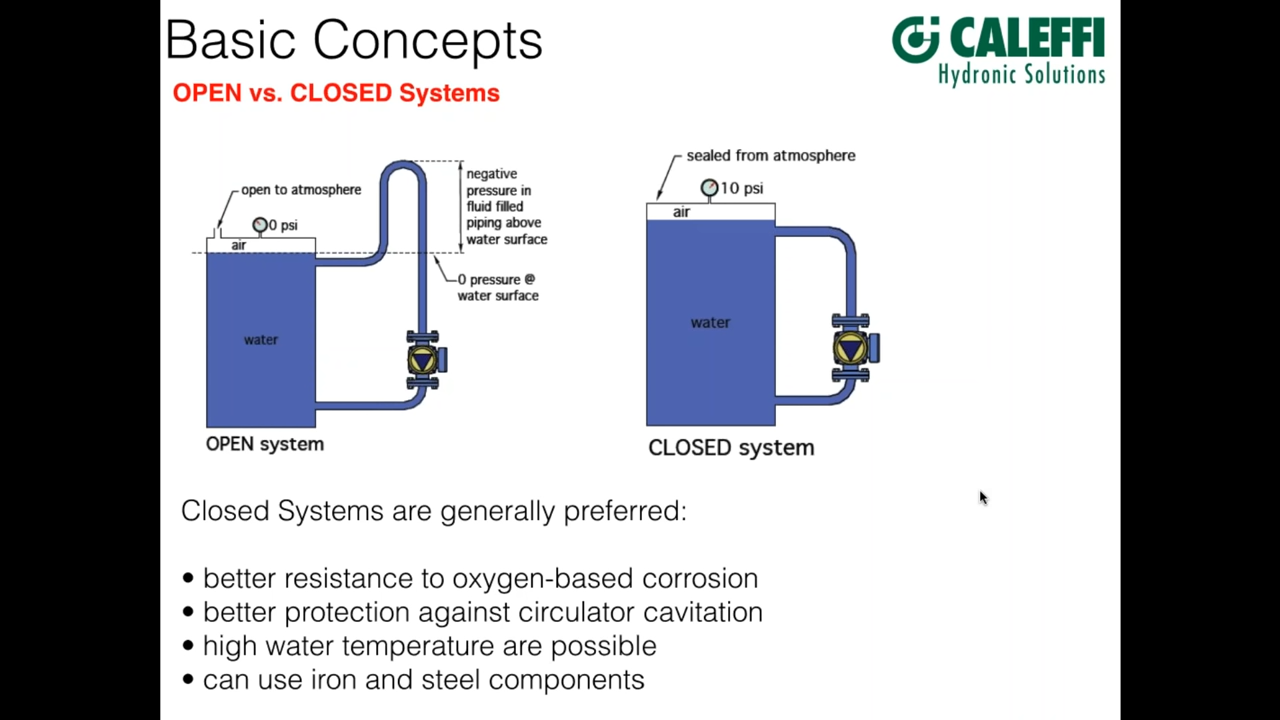 Basic Concepts
CALEFFI
Hydronic Solutions
OPEN vs. CLOSED Systems
open to atmosphere
0 psi
air
negative
pressure in
fluid filled
piping above
water surface
0 pressure @
water surface
water
OPEN system
sealed from atmosphere
10 psi
air
water
CLOSED system
Closed Systems are generally preferred:
• better resistance to oxygen-based corrosion
• better protection against circulator cavitation
• high water temperature are possible
• can use iron and steel components